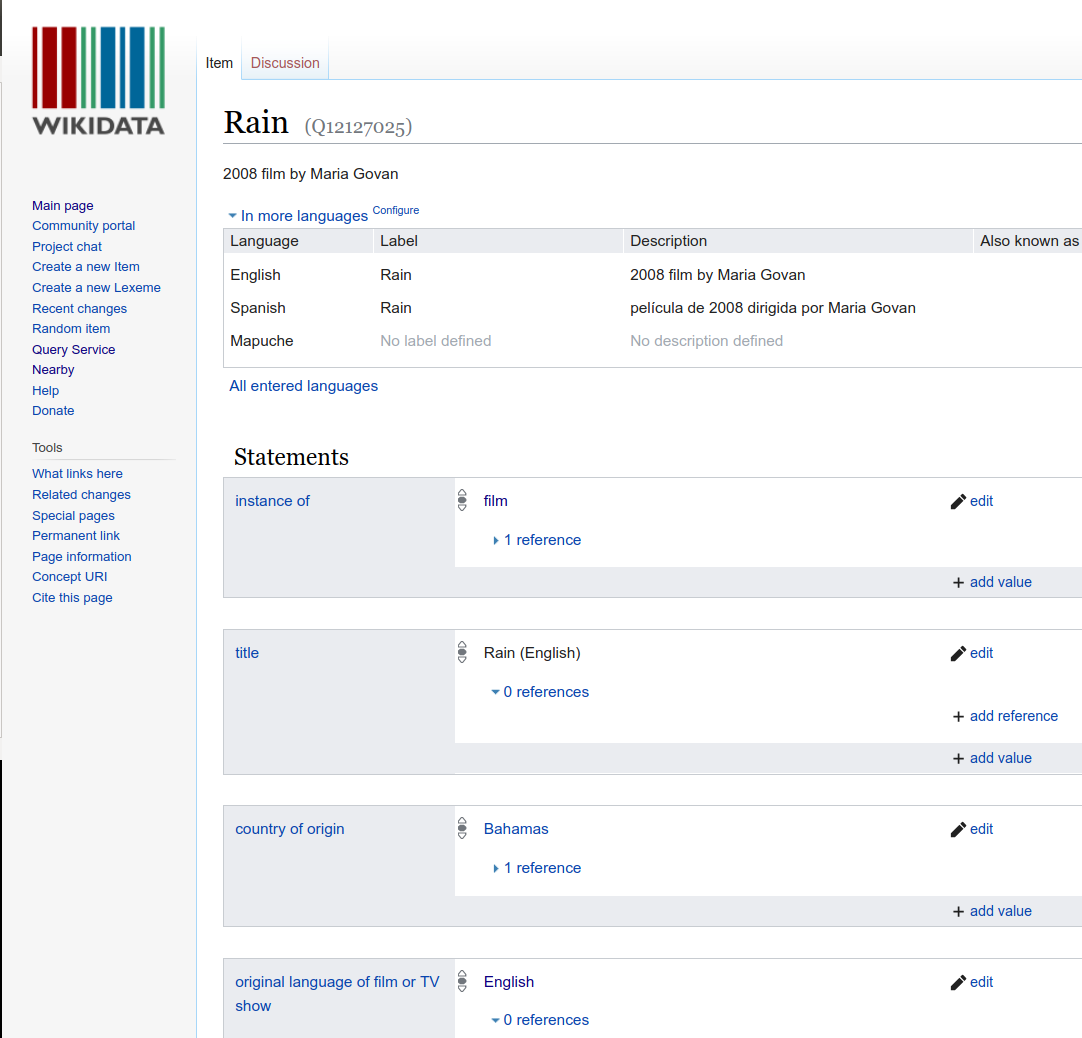 WIKIDATA
Main page
Community portal
Project chat
Create a new Item
Create a new Lexeme
Recent changes
Random item
Query Service
Nearby
Help
Donate
Tools
What links here
Related changes
Special pages
Permanent link
Page information
Concept URI
Cite this page
Item Discussion
Rain (Q12127025)
2008 film by Maria Govan
In more languages Configure
Language Label Description Also known as
English Rain 2008 film by Maria Govan
Spanish Rain película de 2008 dirigida por Maria Govan
Mapuche No label defined No description defined
All entered languages
Statements
instance of film edit
1 reference
+ add value
title Rain (English) edit
0 references
+ add reference
+ add value
country of origin Bahamas edit
1 reference
+ add value
original language of film or TV English edit
show
0 references